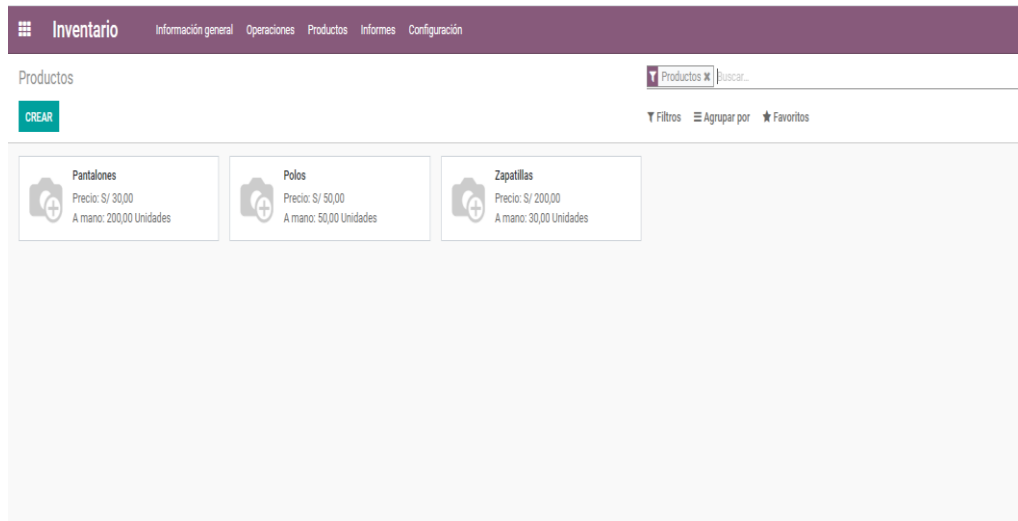 Inventario Información general Operaciones Productos Informes Configuración
Productos
Productos Buscar...
CREAR
Filtros Agrupar por Favoritos
Pantalones
Precio: S/ 30,00
A mano: 200,00 Unidades
Polos
Precio: S/ 50,00
A mano: 50,00 Unidades
Zapatillas
Precio: S/ 200,00
A mano: 30,00 Unidades